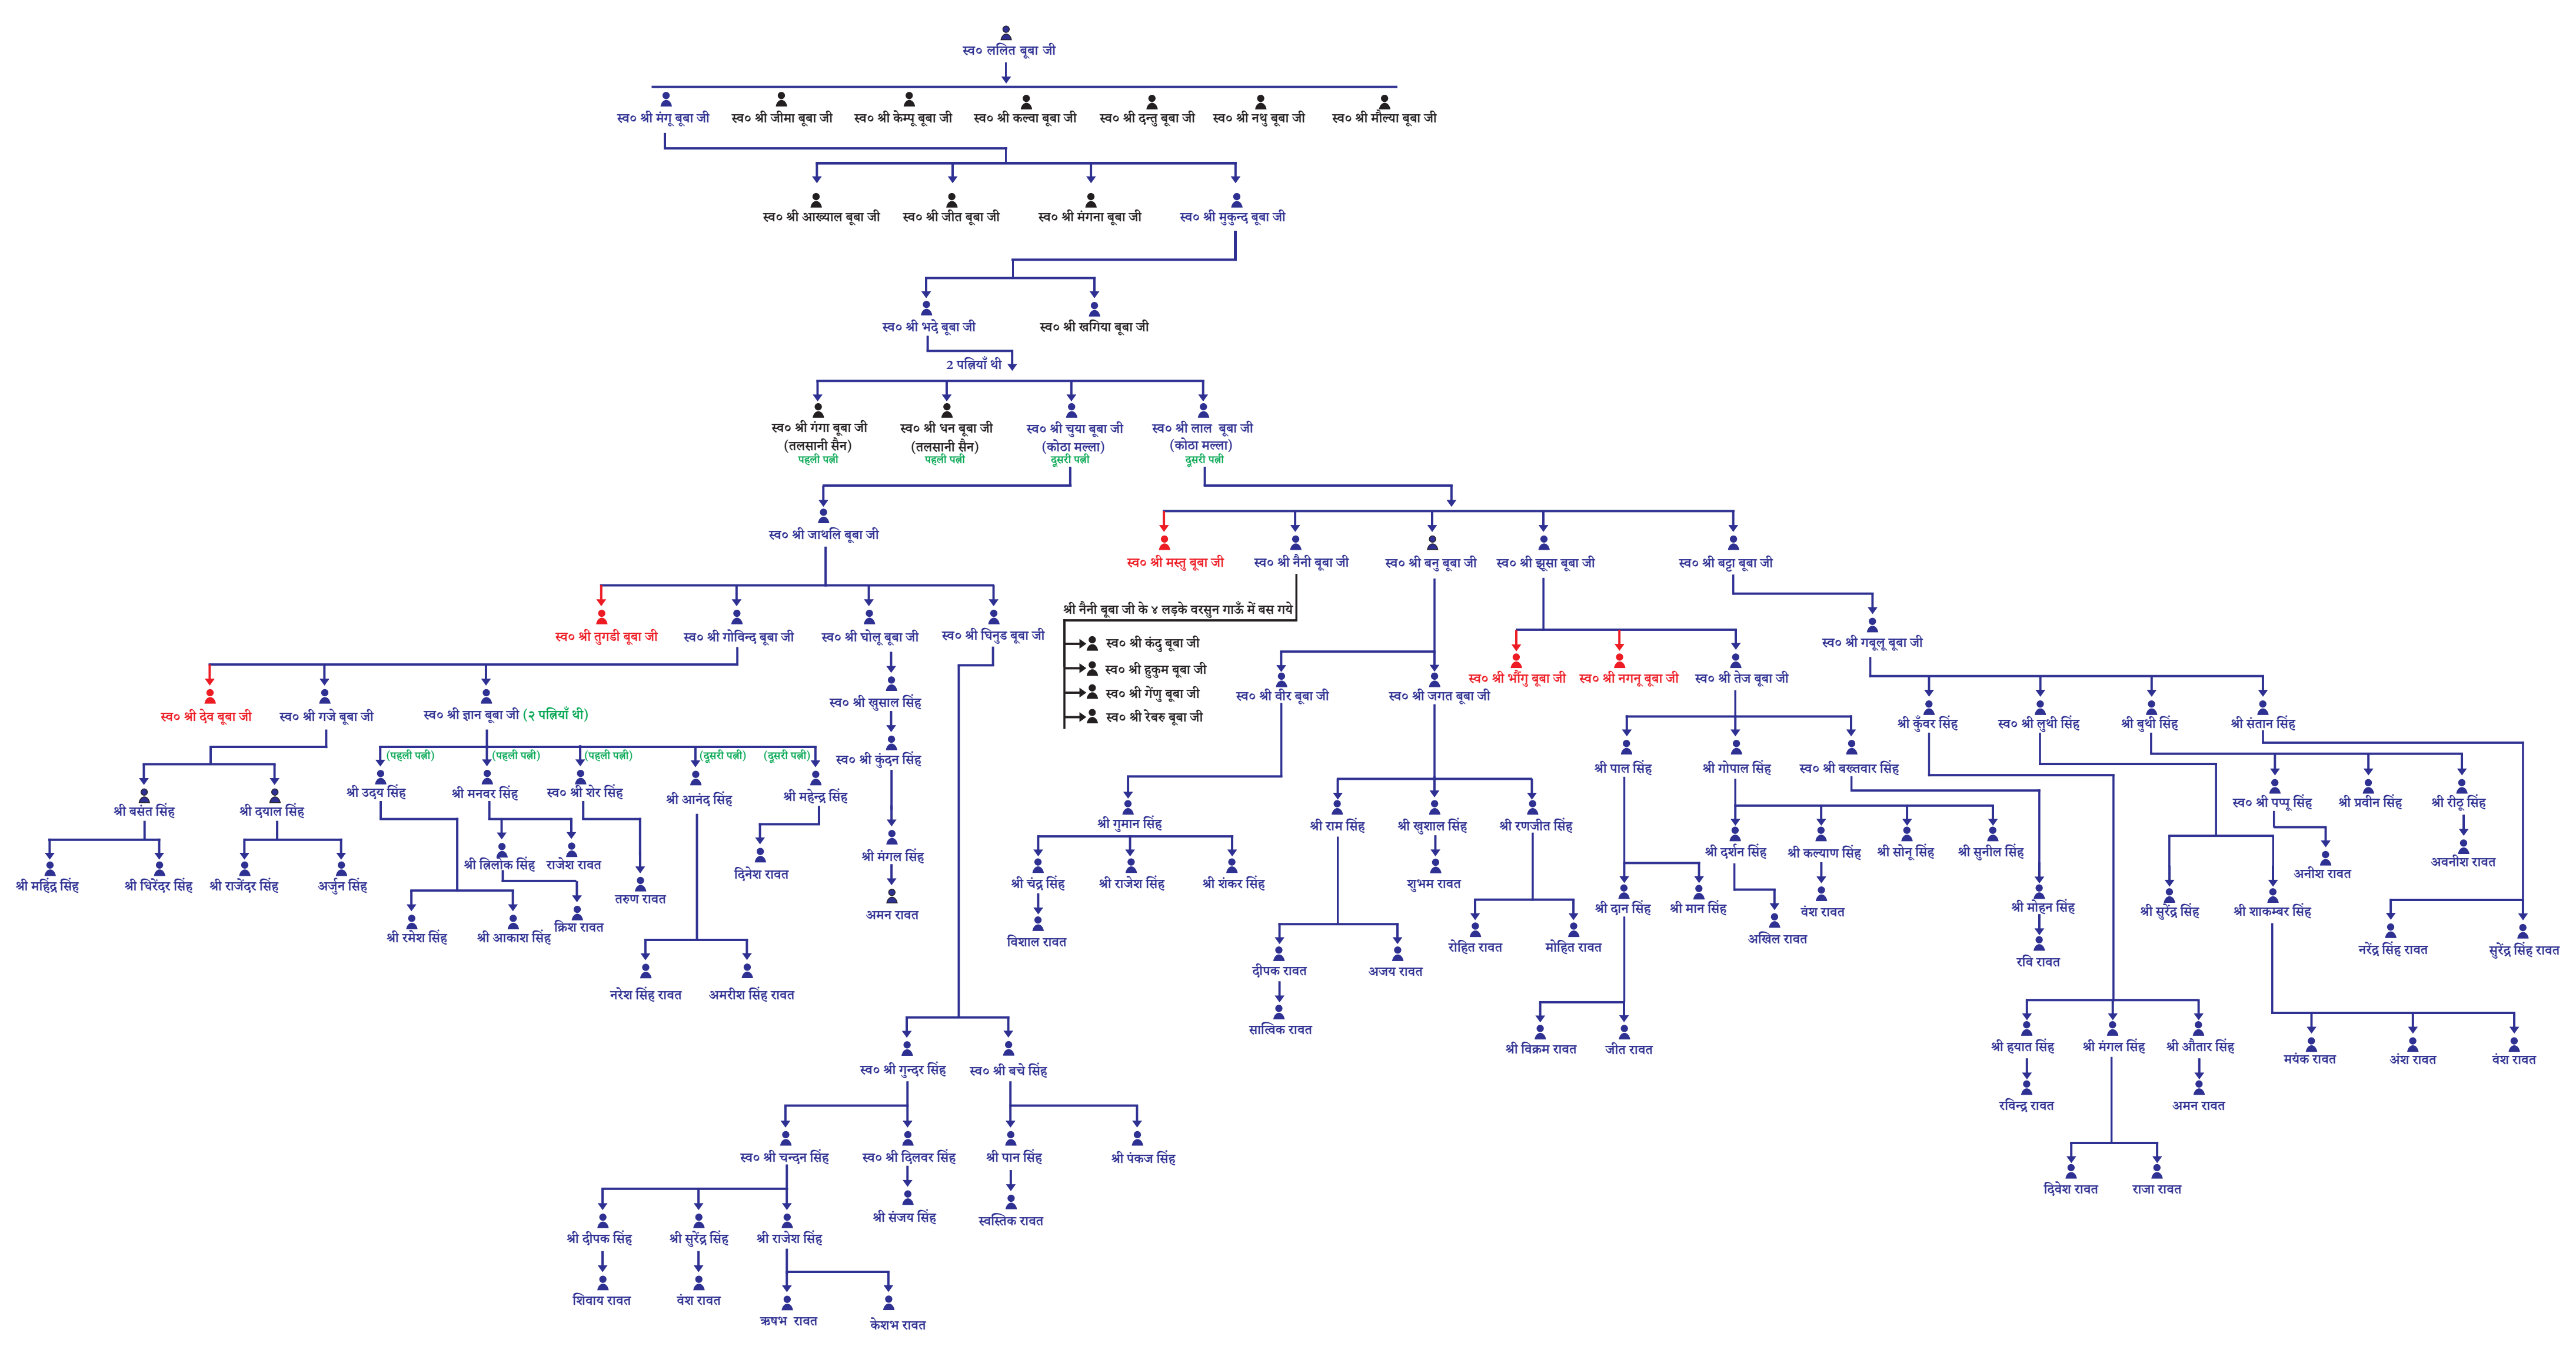 स्व० ललित बूबा जी
स्व० श्री मंगू बूबा जी
स्व० श्री जीमा बूबा जी
स्व० श्री केम्पू बूबा जी
स्व० श्री कल्वा बूबा जी
स्व० श्री दन्तु बूबा जी
स्व० श्री नथु बूबा जी
स्व० श्री मौल्या बूबा जी
स्व० श्री आख्याल बूबा जी
स्व० श्री जीत बूबा जी
स्व० श्री मंगना बूबा जी
स्व० श्री मुकुन्द बूबा जी
स्व० श्री भदे बूबा जी
स्व० श्री खगिया बूबा जी
2 पत्नियाँ थी
स्व० श्री गंगा बूबा जी
(तलसानी सैन)
पहली पत्नी
स्व० श्री धन बूबा जी
(तलसानी सैन)
पहली पत्नी
स्व० श्री चुया बूबा जी
(कोठा मल्ला)
दूसरी पत्नी
स्व० श्री लाल बूबा जी
(कोठा मल्ला)
दूसरी पत्नी
स्व० श्री जाथलि बूबा जी
स्व० श्री मस्तु बूबा जी
स्व० श्री नैनी बूबा जी
स्व० श्री बनु बूबा जी
स्व० श्री झूसा बूबा जी
स्व० श्री बट्टा बूबा जी
श्री नैनी बूबा जी के ४ लड़के वरसुन गाऊँ में बस गये
स्व० श्री कंदु बूबा जी
स्व० श्री हुकुम बूबा जी
स्व० श्री गेंणु बूबा जी
स्व० श्री रेबरु बूबा जी
स्व० श्री तुगडी बूबा जी
स्व० श्री गोविन्द बूबा जी
स्व० श्री घोलू बूबा जी
स्व० श्री घिनुड बूबा जी
स्व० श्री गबूलू बूबा जी
स्व० श्री वीर बूबा जी
स्व० श्री जगत बूबा जी
स्व० श्री भौंगु बूबा जी
स्व० श्री नगनू बूबा जी
स्व० श्री तेज बूबा जी
स्व० श्री देव बूबा जी
स्व० श्री गजे बूबा जी
स्व० श्री ज्ञान बूबा जी (२ पत्नियाँ थी)
स्व० श्री खुसाल सिंह
श्री कुँवर सिंह
स्व० श्री लुथी सिंह
श्री बुथी सिंह
श्री संतान सिंह
(पहली पत्नी)
(पहली पत्नी)
(पहली पत्नी)
(दूसरी पत्नी)
(दूसरी पत्नी)
स्व० श्री कुंदन सिंह
श्री पाल सिंह
श्री गोपाल सिंह
स्व० श्री बख्तवार सिंह
श्री उदय सिंह
श्री मनवर सिंह
स्व० श्री शेर सिंह
श्री आनंद सिंह
श्री महेन्द्र सिंह
श्री बसंत सिंह
श्री दयाल सिंह
स्व० श्री पप्पू सिंह
श्री प्रवीन सिंह
श्री रीठू सिंह
श्री गुमान सिंह
श्री राम सिंह
श्री खुशाल सिंह
श्री रणजीत सिंह
श्री मंगल सिंह
श्री दर्शन सिंह
श्री कल्याण सिंह
श्री सोनू सिंह
श्री सुनील सिंह
श्री महिंद्र सिंह
श्री धिरेंदर सिंह
श्री राजेंदर सिंह
अर्जुन सिंह
श्री त्रिलोक सिंह
राजेश रावत
दिनेश रावत
अनीश रावत
अवनीश रावत
श्री चंद्र सिंह
श्री राजेश सिंह
श्री शंकर सिंह
शुभम रावत
तरुण रावत
अमन रावत
श्री दान सिंह
श्री मान सिंह
वंश रावत
श्री मोहन सिंह
श्री सुरेंद्र सिंह
श्री शाकम्बर सिंह
श्री रमेश सिंह
श्री आकाश सिंह
क्रिश रावत
विशाल रावत
रोहित रावत
मोहित रावत
अखिल रावत
नरेंद्र सिंह रावत
सुरेंद्र सिंह रावत
रवि रावत
दीपक रावत
अजय रावत
नरेश सिंह रावत
अमरीश सिंह रावत
सात्विक रावत
श्री विक्रम रावत
जीत रावत
श्री हयात सिंह
श्री मंगल सिंह
श्री औतार सिंह
मयंक रावत
अंश रावत
वंश रावत
स्व० श्री गुन्दर सिंह
स्व० श्री बचे सिंह
रविन्द्र रावत
अमन रावत
स्व० श्री चन्दन सिंह
स्व० श्री दिलवर सिंह
श्री पान सिंह
श्री पंकज सिंह
दिवेश रावत
राजा रावत
श्री संजय सिंह
स्वस्तिक रावत
श्री दीपक सिंह
श्री सुरेंद्र सिंह
श्री राजेश सिंह
शिवाय रावत
वंश रावत
ऋषभ रावत
केशभ रावत